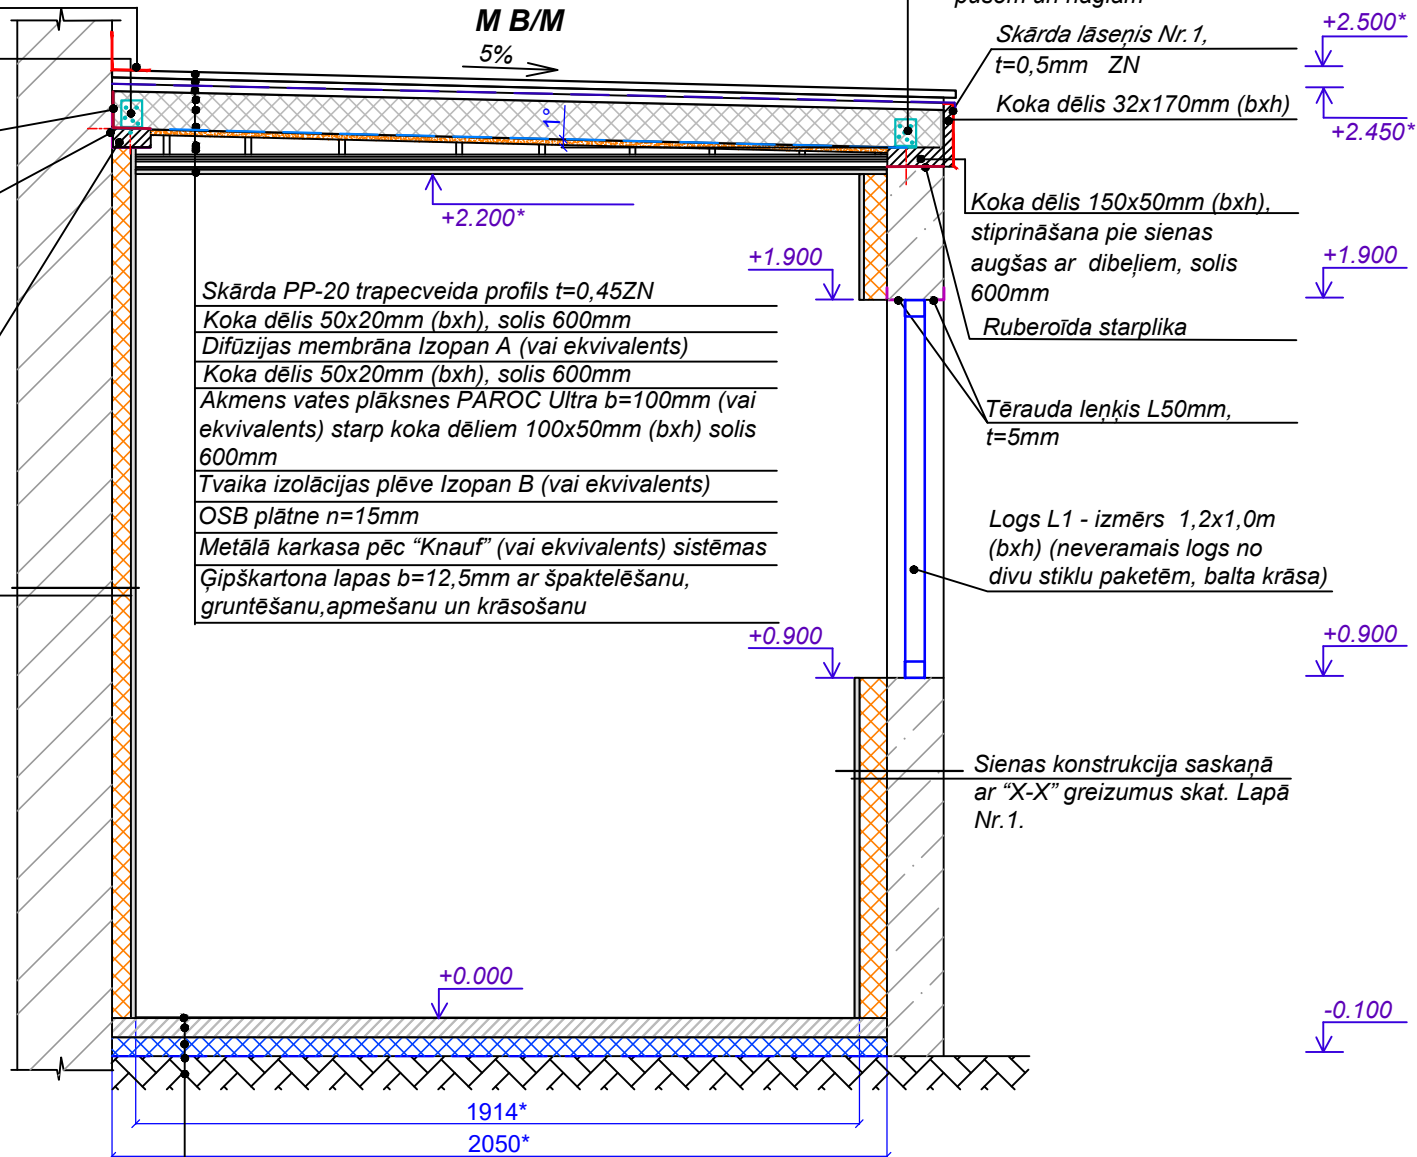 M B/M
5%
pusēm un naglām
Skārda lāsenis Nr.1,
t=0,5mm ZN
Koka dēlis 32x170mm (bxh)
+2.500*
+2.450*
1°
+2.200*
Koka dēlis 150x50mm (bxh),
stiprināšana pie sienas
augšas ar dibeļiem, solis
600mm
Ruberoīda starplika
+1.900
+1.900
Skārda PP-20 trapecveida profils t=0,45ZN
Koka dēlis 50x20mm (bxh), solis 600mm
Difūzijas membrāna Izopan A (vai ekvivalents)
Koka dēlis 50x20mm (bxh), solis 600mm
Akmens vates plāksnes PAROC Ultra b=100mm (vai
ekvivalents) starp koka dēliem 100x50mm (bxh) solis
600mm
Tvaika izolācijas plēve Izopan B (vai ekvivalents)
OSB plātne n=15mm
Metālā karkasa pēc “Knauf” (vai ekvivalents) sistēmas
Ģipškartona lapas b=12,5mm ar špaktelēšanu,
gruntēšanu,apmešanu un krāsošanu
Tērauda leņķis L50mm,
t=5mm
Logs L1 - izmērs 1,2x1,0m
(bxh) (neveramais logs no
divu stiklu paketēm, balta krāsa)
+0.900
+0.900
Sienas konstrukcija saskaņā
ar “X-X” greizumus skat. Lapā
Nr.1.
+0.000
-0.100
1914*
2050*